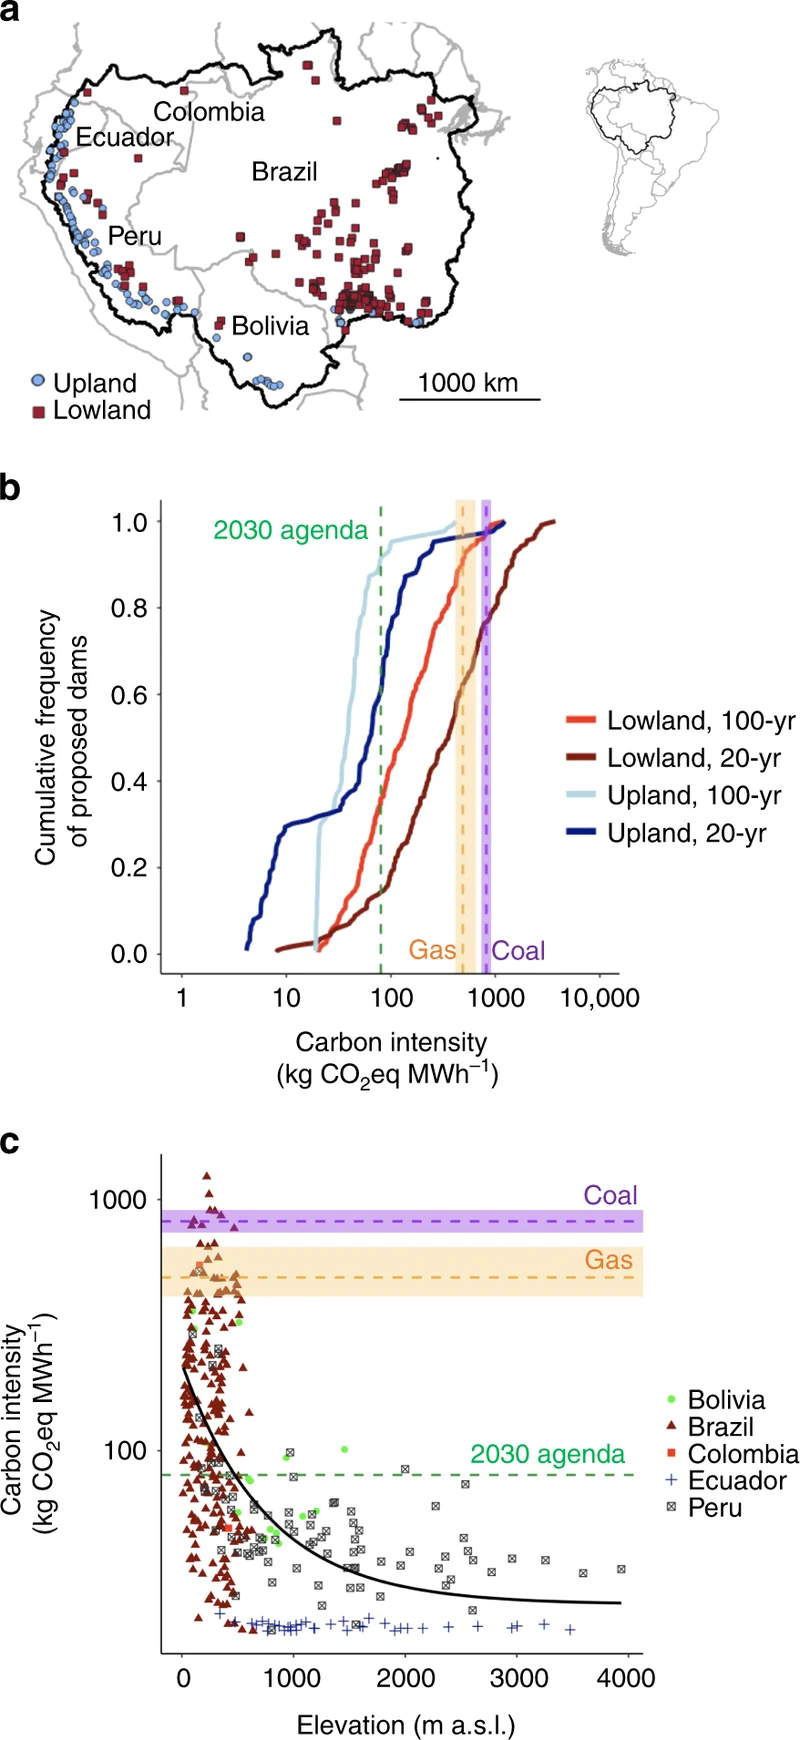 a
Colombia
Ecuador
Brazil
Peru
Bolivia
Upland
Lowland
1000 km
b
2030 agenda
1.0
0.8
0.6
0.4
0.2
0.0
Cumulative frequency
of proposed dams
Gas
Coal
1
10
100
1000
10,000
Carbon intensity
(kg CO₂eq MWh⁻¹)
Lowland, 100-yr
Lowland, 20-yr
Upland, 100-yr
Upland, 20-yr
c
1000
100
Carbon intensity
(kg CO₂eq MWh⁻¹)
Coal
Gas
2030 agenda
0
1000
2000
3000
4000
Elevation (m a.s.l.)
Bolivia
Brazil
Colombia
Ecuador
Peru